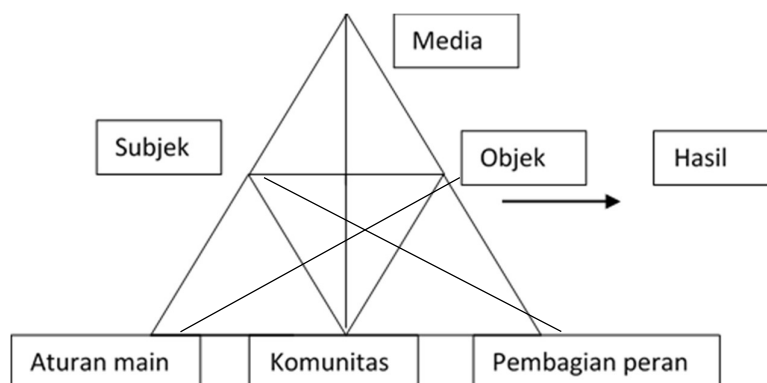 Media
Subjek
Objek
Hasil
Aturan main
Komunitas
Pembagian peran